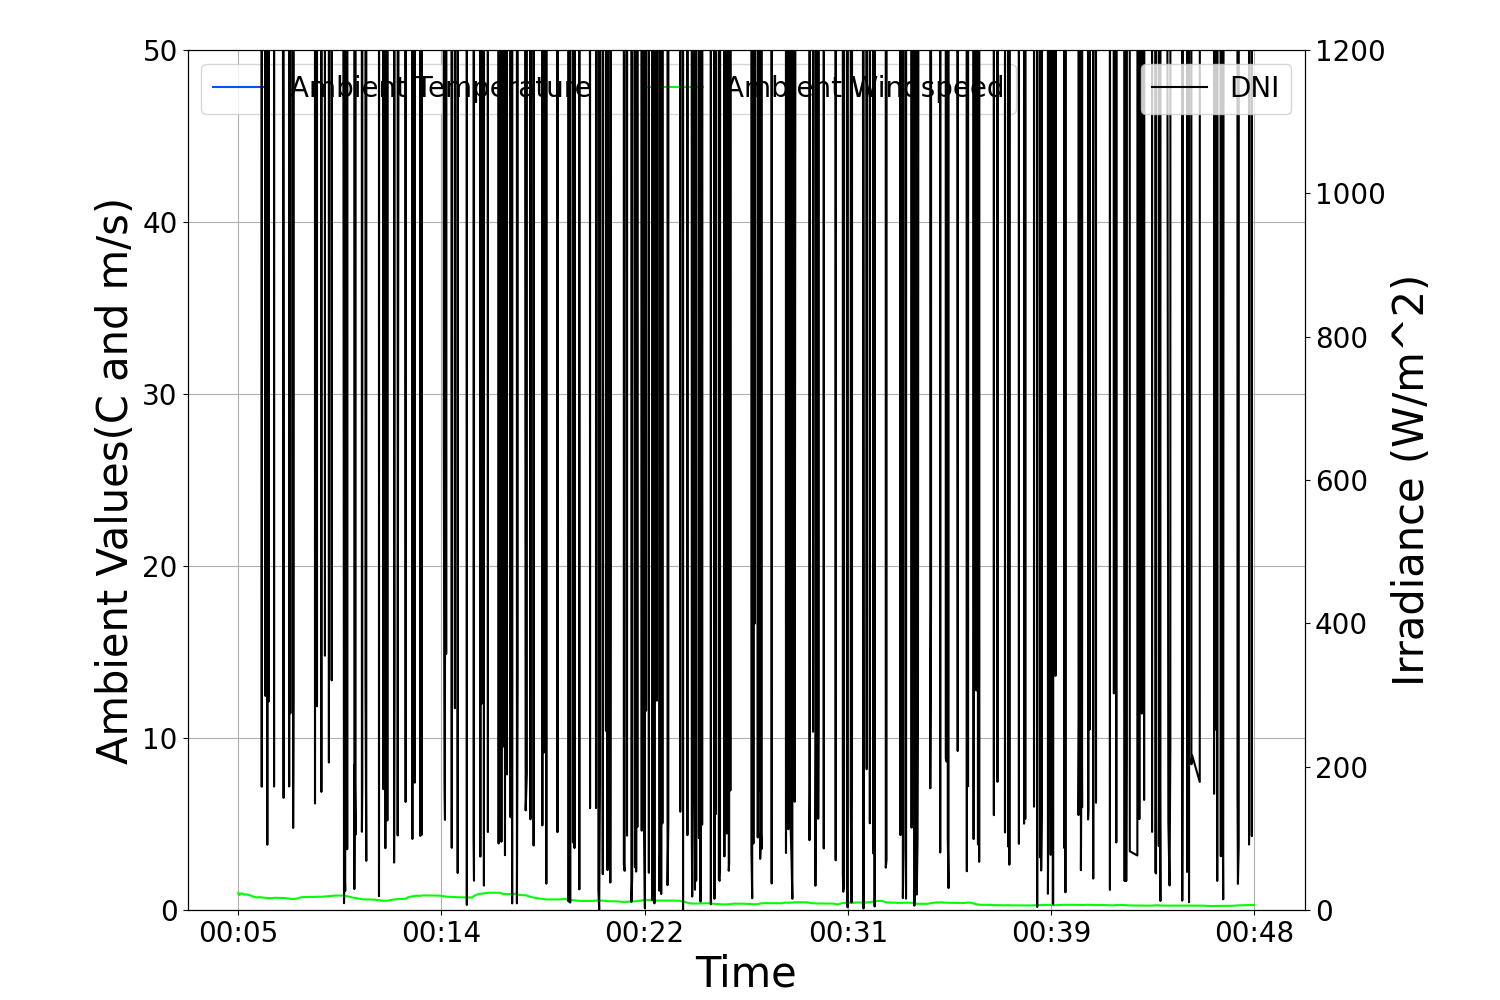 Ambient Temperature
Ambient Windspeed
DNI
Ambient Values(C and m/s)
50
40
30
20
10
0
1200
1000
800
600
400
200
0
Irradiance (W/m^2)
00:05 00:14 00:22 00:31 00:39 00:48
Time